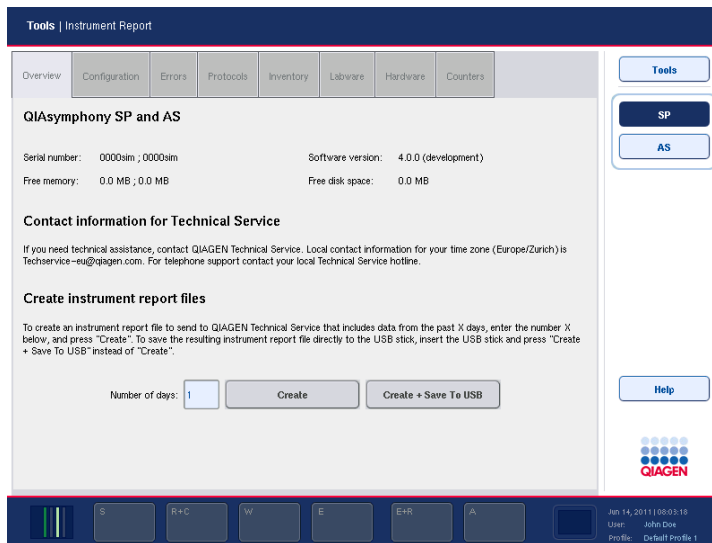 Tools | Instrument Report
Overview
Configuration
Errors
Protocols
Inventory
Labware
Hardware
Counters
Tools
SP
AS
QIAsymphony SP and AS
Serial number: 0000sim ; 0000sim
Software version: 4.0.0 (development)
Free memory: 0.0 MB ; 0.0 MB
Free disk space: 0.0 MB
Contact information for Technical Service
If you need technical assistance, contact QIAGEN Technical Service. Local contact information for your time zone (Europe/Zurich) is
Techservice-eu@qiagen.com. For telephone support contact your local Technical Service hotline.
Create instrument report files
To create an instrument report file to send to QIAGEN Technical Service that includes data from the past X days, enter the number X
below, and press "Create". To save the resulting instrument report file directly to the USB stick, insert the USB stick and press "Create
+ Save To USB" instead of "Create".
Number of days: 1
Create
Create + Save To USB
Help
QIAGEN
S
R+C
W
E
E+R
A
Jun 14, 2011 | 08:03:18
User: John Doe
Profile: Default Profile 1